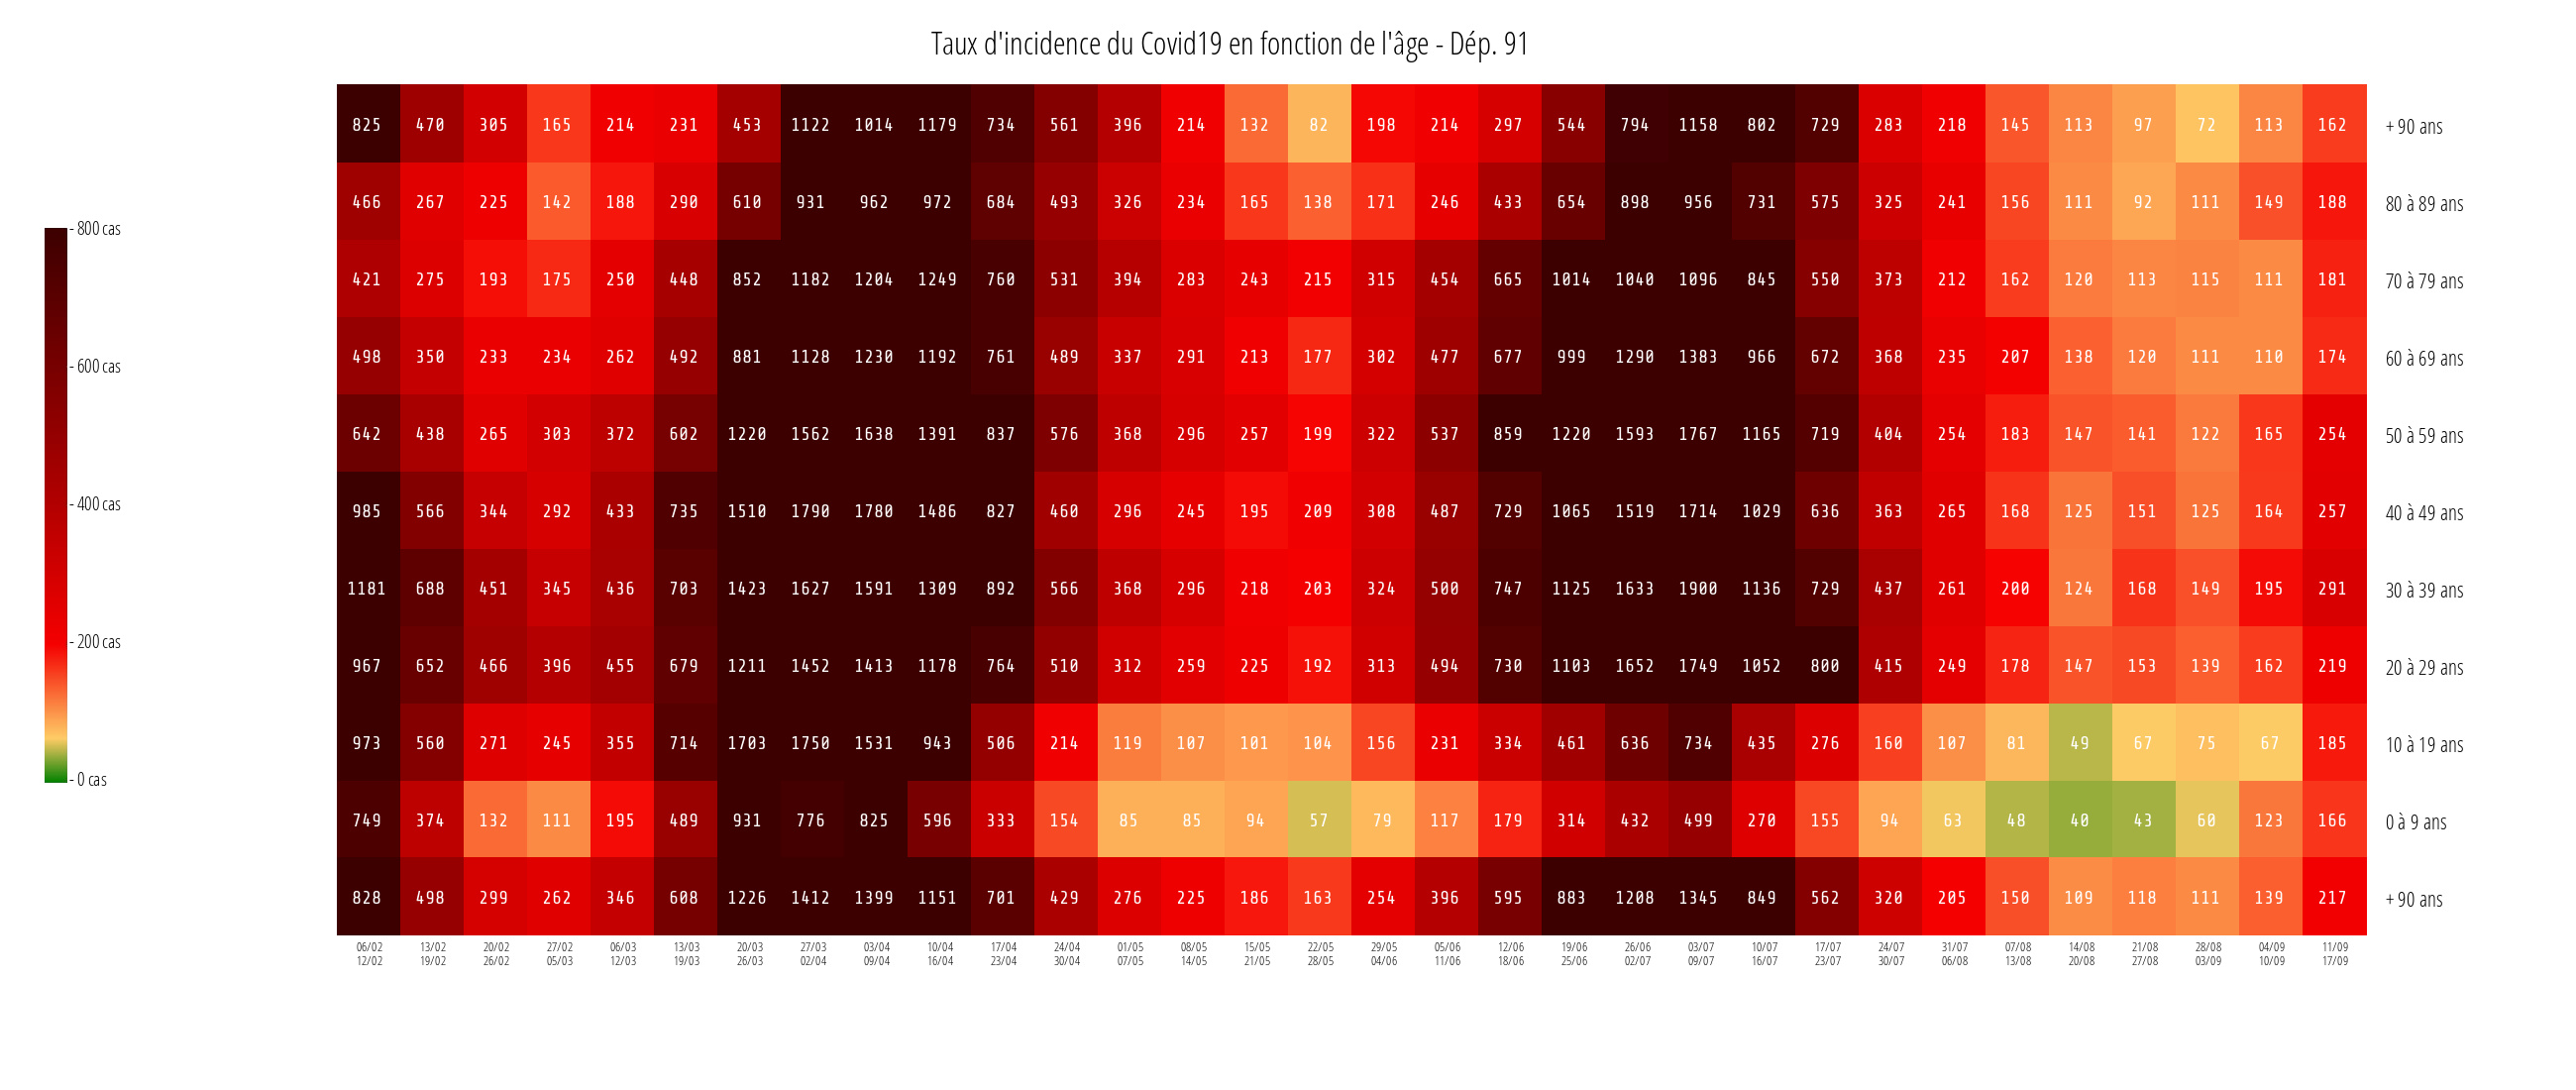 Taux d'incidence du Covid19 en fonction de l'âge - Dép. 91
825 470 305 165 214 231 453 1122 1014 1179 734 561 396 214 132 82 198 214 297 544 794 1158 802 729 283 218 145 113 97 72 113 162 + 90 ans
466 267 225 142 188 290 610 931 962 972 684 493 326 234 165 138 171 246 433 654 898 956 731 575 325 241 156 111 92 111 149 188 80 à 89 ans
- 800 cas
421 275 193 175 250 448 852 1182 1204 1249 760 531 394 283 243 215 315 454 665 1014 1040 1096 845 550 373 212 162 120 113 115 111 181 70 à 79 ans
498 350 233 234 262 492 881 1128 1230 1192 761 489 337 291 213 177 302 477 677 999 1290 1383 966 672 368 235 207 138 120 111 110 174 60 à 69 ans
- 600 cas
642 438 265 303 372 602 1220 1562 1638 1391 837 576 368 296 257 199 322 537 859 1220 1593 1767 1165 719 404 254 183 147 141 122 165 254 50 à 59 ans
- 400 cas
985 566 344 292 433 735 1510 1790 1780 1486 827 460 296 245 195 209 308 487 729 1065 1519 1714 1029 636 363 265 168 125 151 125 164 257 40 à 49 ans
1181 688 451 345 436 703 1423 1627 1591 1309 892 566 368 296 218 203 324 500 747 1125 1633 1900 1136 729 437 261 200 124 168 149 195 291 30 à 39 ans
- 200 cas
967 652 466 396 455 679 1211 1452 1413 1178 764 510 312 259 225 192 313 494 730 1103 1652 1749 1052 800 415 249 178 147 153 139 162 219 20 à 29 ans
973 560 271 245 355 714 1703 1750 1531 943 506 214 119 107 101 104 156 231 334 461 636 734 435 276 160 107 81 49 67 75 67 185 10 à 19 ans
- 0 cas
749 374 132 111 195 489 931 776 825 596 333 154 85 85 94 57 79 117 179 314 432 499 270 155 94 63 48 40 43 60 123 166 0 à 9 ans
828 498 299 262 346 608 1226 1412 1399 1151 701 429 276 225 186 163 254 396 595 883 1208 1345 849 562 320 205 150 109 118 111 139 217 + 90 ans
06/02 13/02 20/02 27/02 06/03 13/03 20/03 27/03 03/04 10/04 17/04 24/04 01/05 08/05 15/05 22/05 29/05 05/06 12/06 19/06 26/06 03/07 10/07 17/07 24/07 31/07 07/08 14/08 21/08 28/08 04/09 11/09
12/02 19/02 26/02 05/03 12/03 19/03 26/03 02/04 09/04 16/04 23/04 30/04 07/05 14/05 21/05 28/05 04/06 11/06 18/06 25/06 02/07 09/07 16/07 23/07 30/07 06/08 13/08 20/08 27/08 03/09 10/09 17/09